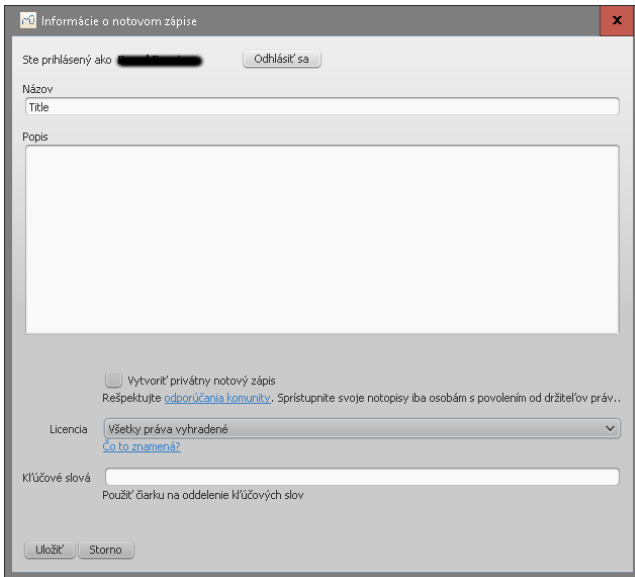 Informácie o notovom zápise
Ste prihlásený ako
Odhlásiť sa
Názov
Title
Popis
Vytvoriť privátny notový zápis
Rešpektujte odporúčania komunity. Sprístupnite svoje notopisy iba osobám s povolením od držiteľov práv..
Licencia
Všetky práva vyhradené
Čo to znamená?
Kľúčové slová
Použiť čiarku na oddelenie kľúčových slov
Uložiť Storno